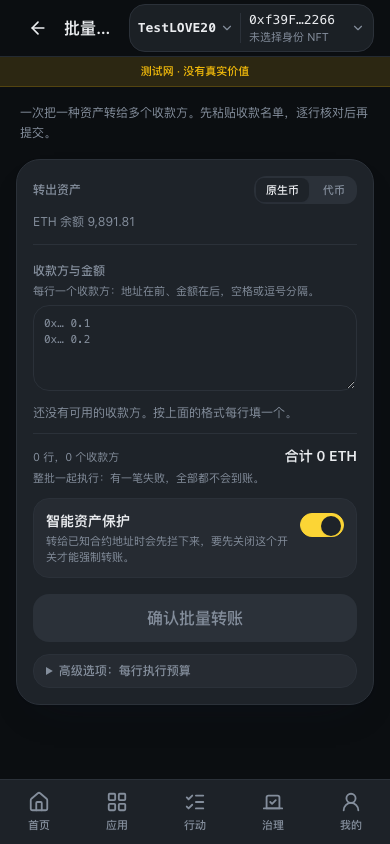 批量...
TestLOVE20
0xf39F...2266
未选择身份 NFT
测试网 · 没有真实价值
一次把一种资产转给多个收款方。先粘贴收款名单，逐行核对后再
提交。
转出资产
原生币
代币
ETH 余额 9,891.81
收款方与金额
每行一个收款方：地址在前、金额在后，空格或逗号分隔。
0x… 0.1
0x… 0.2
还没有可用的收款方。按上面的格式每行填一个。
0 行，0 个收款方
合计 0 ETH
整批一起执行：有一笔失败，全部都不会到账。
智能资产保护
转给已知合约地址时会先拦下来，要先关闭这个开
关才能强制转账。
确认批量转账
高级选项：每行执行预算
首页
应用
行动
治理
我的